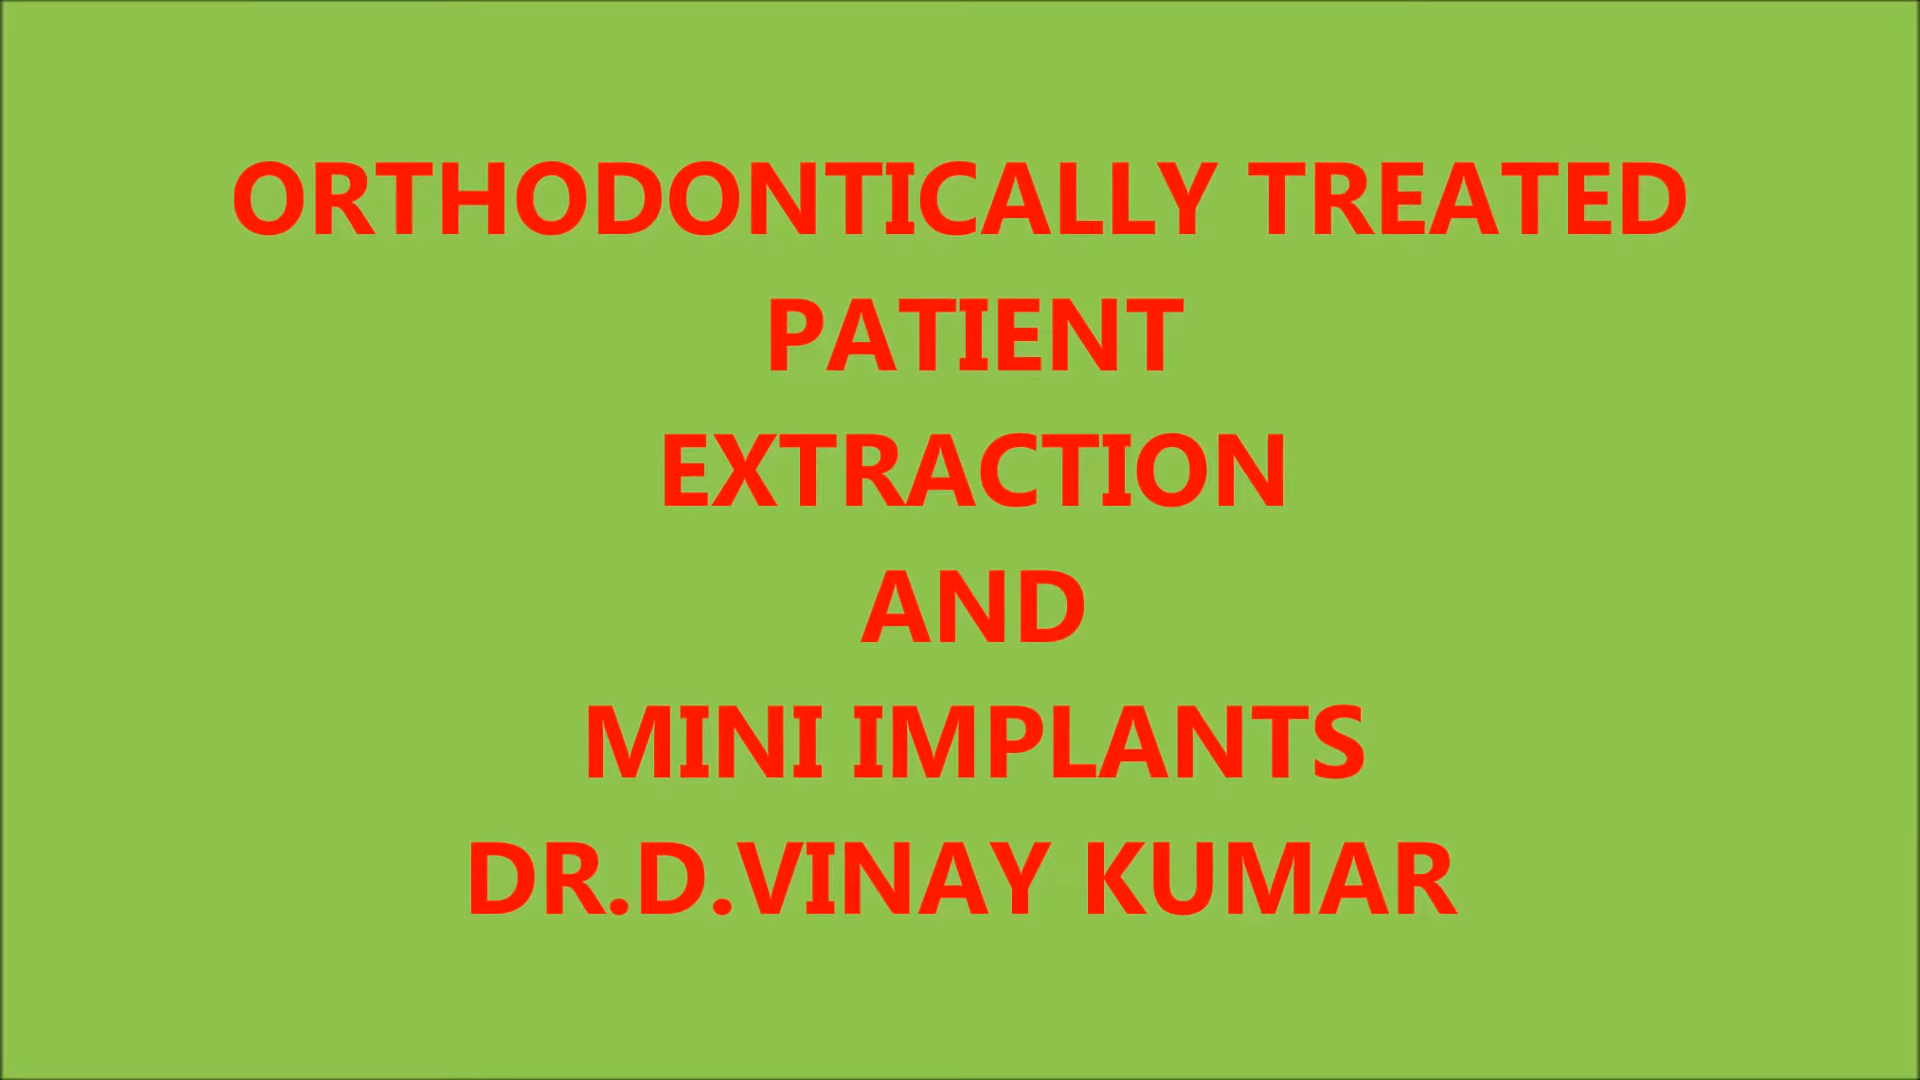 ORTHODONTICALLY TREATED
PATIENT
EXTRACTION
AND
MINI IMPLANTS
DR.D.VINAY KUMAR